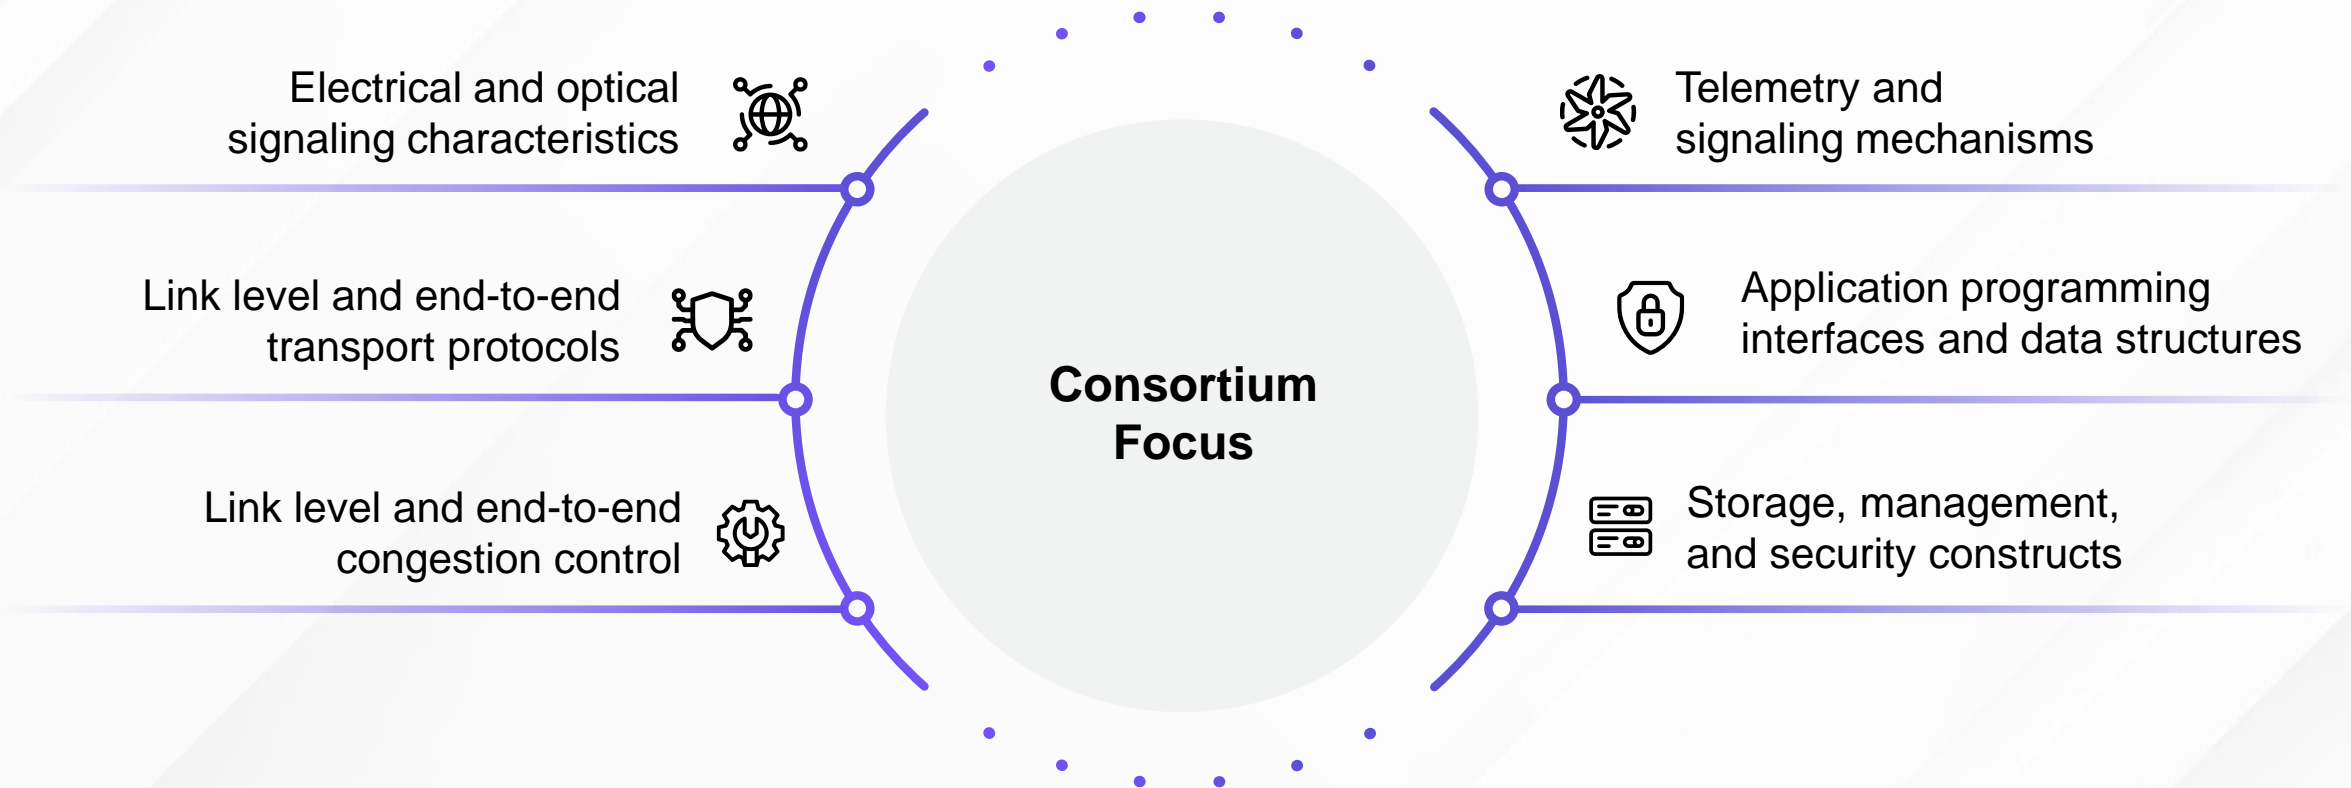 Electrical and optical
signaling characteristics
Link level and end-to-end
transport protocols
Link level and end-to-end
congestion control
Consortium
Focus
Telemetry and
signaling mechanisms
Application programming
interfaces and data structures
Storage, management,
and security constructs